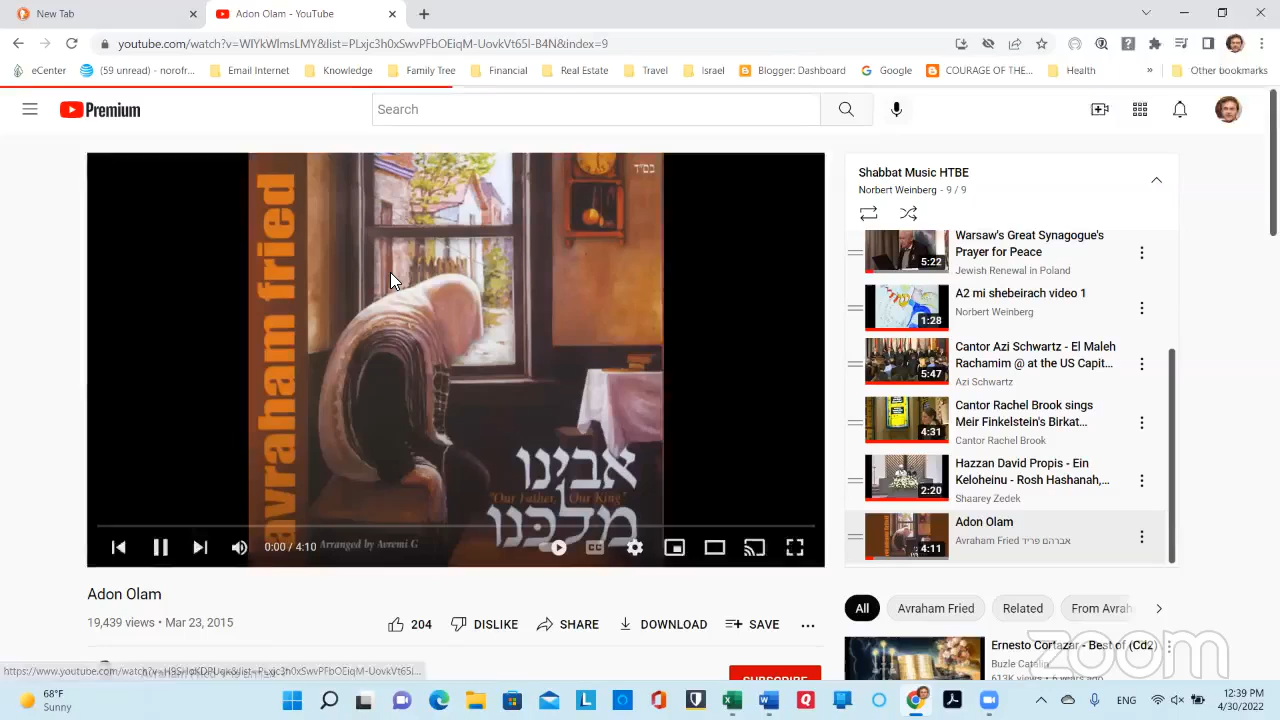 New Tab
Adon Olam - YouTube
youtube.com/watch?v=WIYkWlmsLMY&list=PLxjc3h0xSwvPFbOEiqM-UovkVt65I-B4N&index=9
eCenter
(59 unread) - norofr...
Email Internet
Knowledge
Family Tree
Financial
Real Estate
Travel
Israel
Blogger: Dashboard
Google
COURAGE OF THE...
Health
»
Other bookmarks
Premium
Search
avraham fried
בס"ד
אבינו
"Our Father, Our King"
מלכנו
Arranged by Avremi G
0:00 / 4:10
CC
Shabbat Music HTBE
Norbert Weinberg - 9 / 9
Warsaw's Great Synagogue's
Prayer for Peace
5:22
Jewish Renewal in Poland
A2 mi shebeirach video 1
Norbert Weinberg
1:28
Cantor Azi Schwartz - El Maleh
Rachamim @ at the US Capit...
5:47
Azi Schwartz
Cantor Rachel Brook sings
Meir Finkelstein's Birkat...
4:31
Cantor Rachel Brook
Hazzan David Propis - Ein
Keloheinu - Rosh Hashanah,...
2:20
Shaarey Zedek
Adon Olam
Avraham Fried אברהם פריד
4:11
Adon Olam
19,439 views • Mar 23, 2015
204
DISLIKE
SHARE
DOWNLOAD
SAVE
SUBSCRIBE
All
Avraham Fried
Related
From Avrah
Ernesto Cortazar - Best of (Cd2)
Buzle Catalin
613K views
zoom
68°F
Sunny
ENG
12:39 PM
4/30/2022